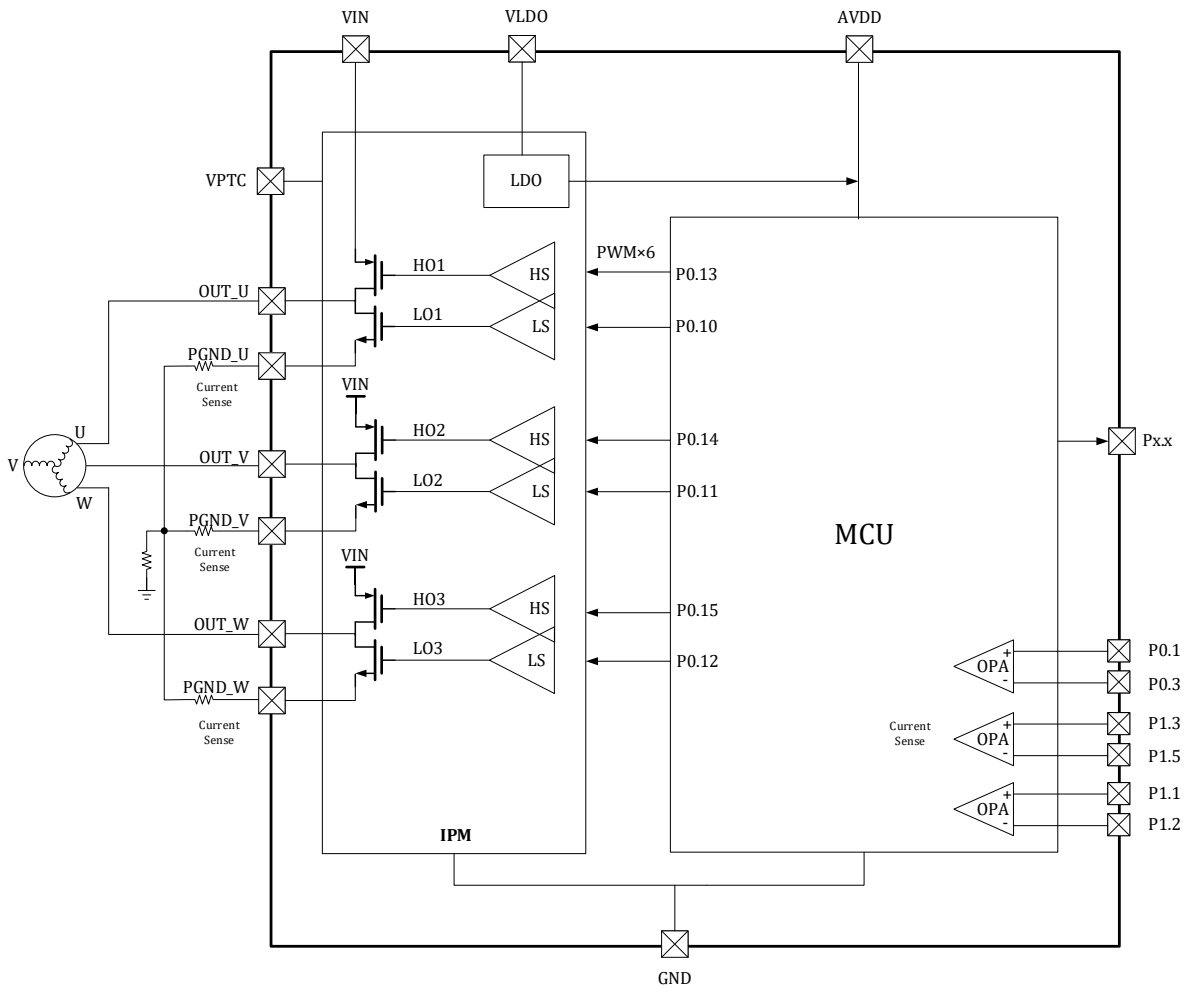 VIN
VLDO
AVDD
VPTC
LDO
PWM×6
HO1
HS
P0.13
OUT_U
LO1
LS
P0.10
PGND_U
Current
Sense
VIN
U
HO2
HS
P0.14
Px.x
V
OUT_V
LO2
LS
P0.11
W
PGND_V
Current
Sense
MCU
VIN
HO3
HS
P0.15
OUT_W
LO3
LS
P0.12
PGND_W
Current
Sense
+
OPA
-
P0.1
P0.3
Current
Sense
+
OPA
-
P1.3
P1.5
+
OPA
-
P1.1
P1.2
IPM
GND